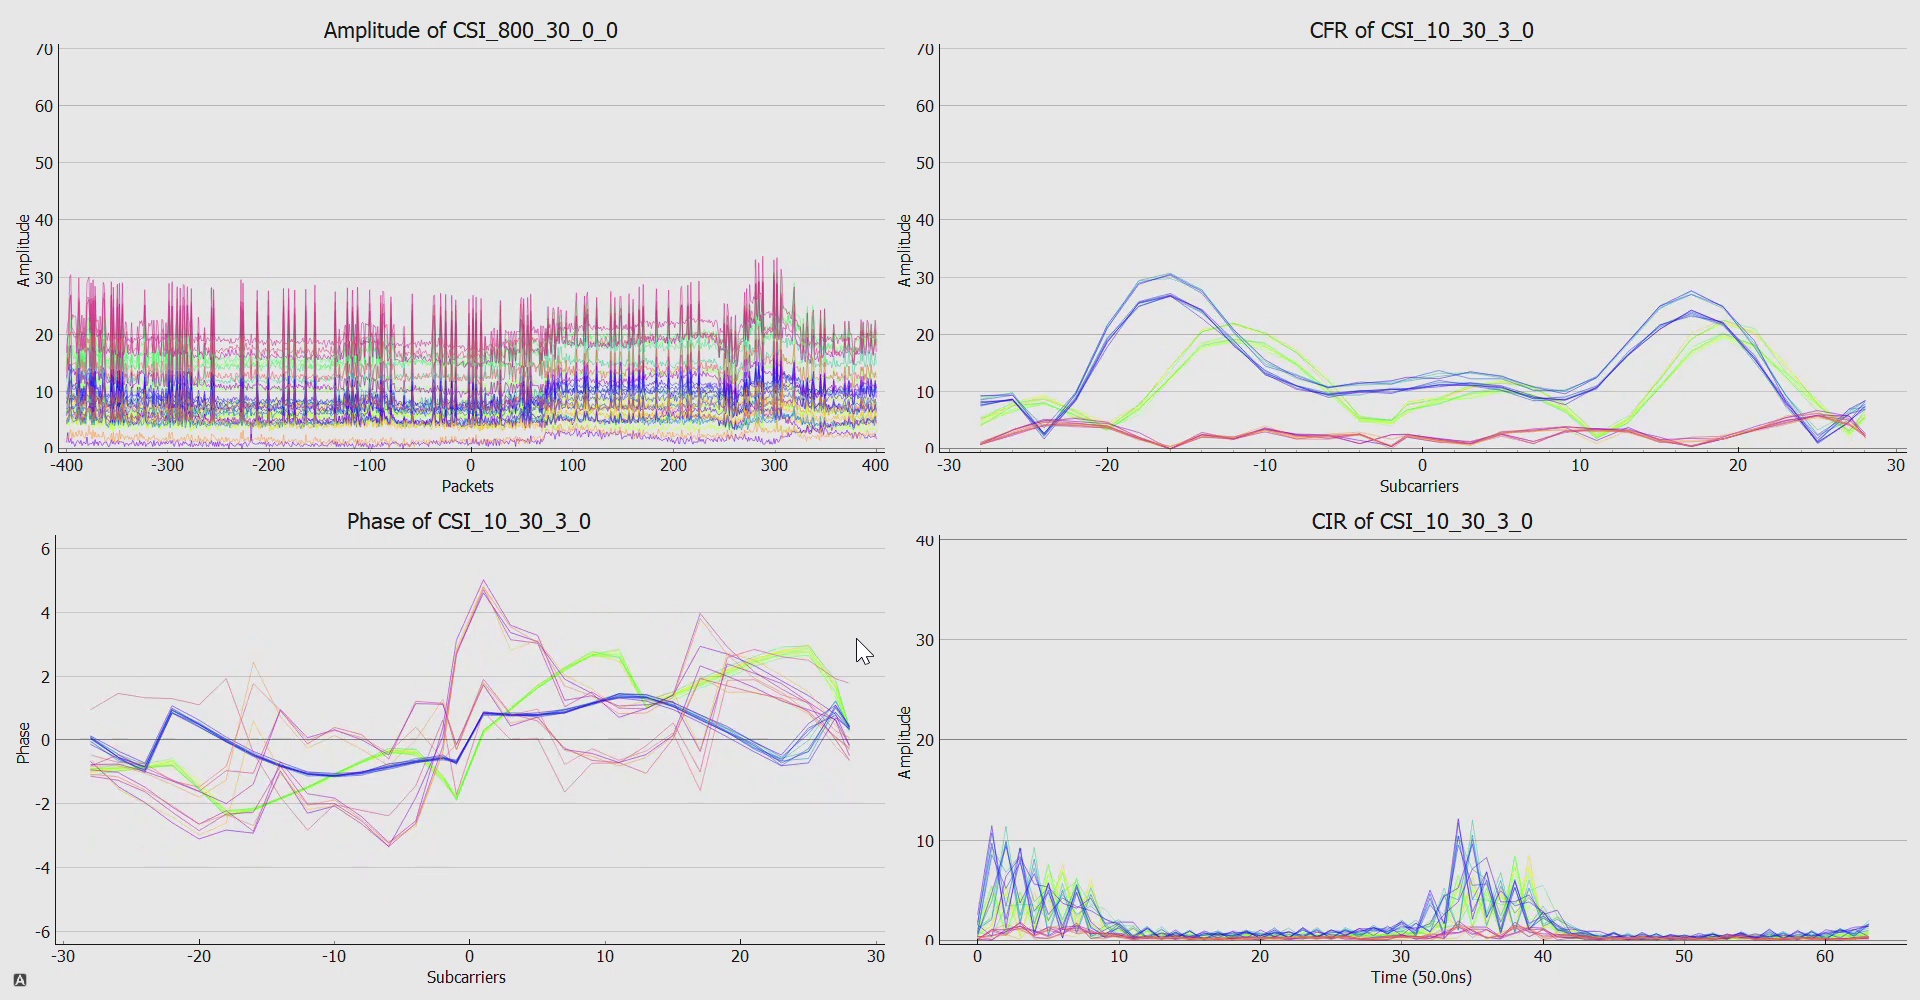 Amplitude of CSI_800_30_0_0
70
60
50
40
30
20
10
0
Amplitude
-400 -300 -200 -100 0 100 200 300 400
Packets
CFR of CSI_10_30_3_0
70
60
50
40
30
20
10
0
Amplitude
-30 -20 -10 0 10 20 30
Subcarriers
Phase of CSI_10_30_3_0
6
4
2
0
-2
-4
-6
Phase
-30 -20 -10 0 10 20 30
Subcarriers
A
CIR of CSI_10_30_3_0
40
30
20
10
0
Amplitude
0 10 20 30 40 50 60
Time (50.0ns)